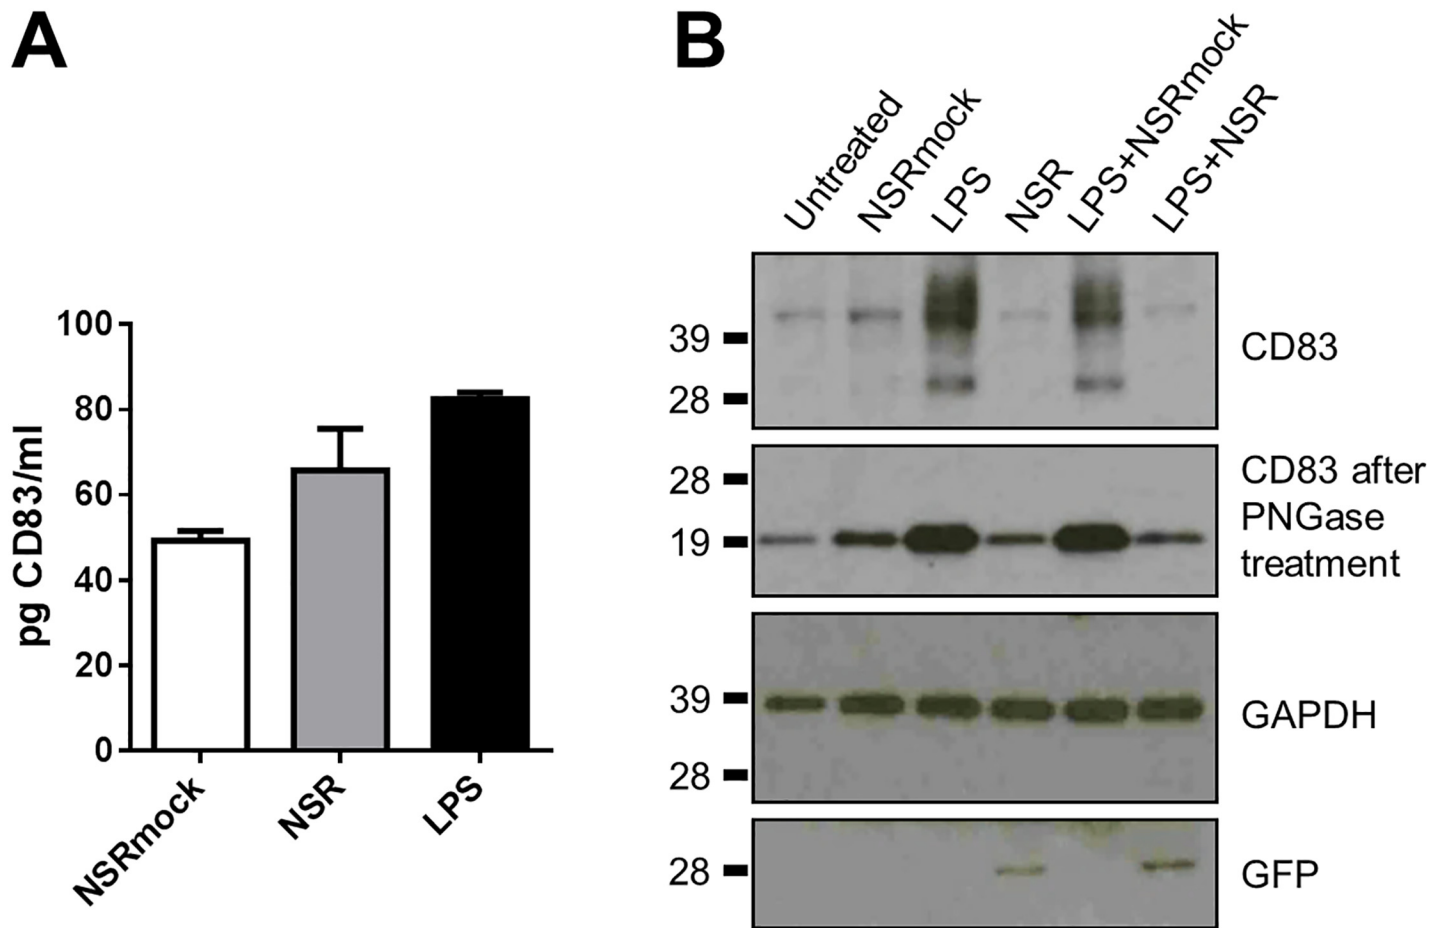 A
pg CD83/ml
100
80
60
40
20
0
NSRmock
NSR
LPS
B
Untreated
NSRmock
LPS
NSR
LPS+NSRmock
LPS+NSR
39
28
CD83
28
19
CD83 after
PNGase
treatment
39
28
GAPDH
28
GFP